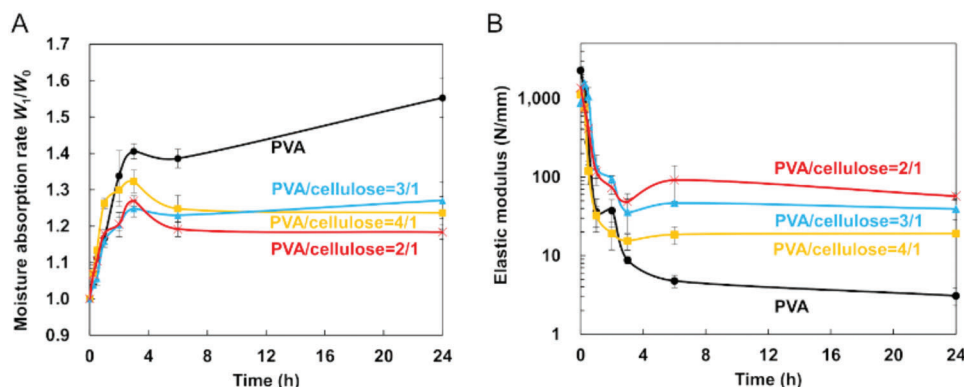 A
Moisture absorption rate W₁/W₀
1.7
1.6
1.5
1.4
1.3
1.2
1.1
1.0
0.9
0
4
8
12
16
20
24
Time (h)
PVA
PVA/cellulose=3/1
PVA/cellulose=4/1
PVA/cellulose=2/1
B
Elastic modulus (N/mm)
1,000
100
10
1
0
4
8
12
16
20
24
Time (h)
PVA/cellulose=2/1
PVA/cellulose=3/1
PVA/cellulose=4/1
PVA